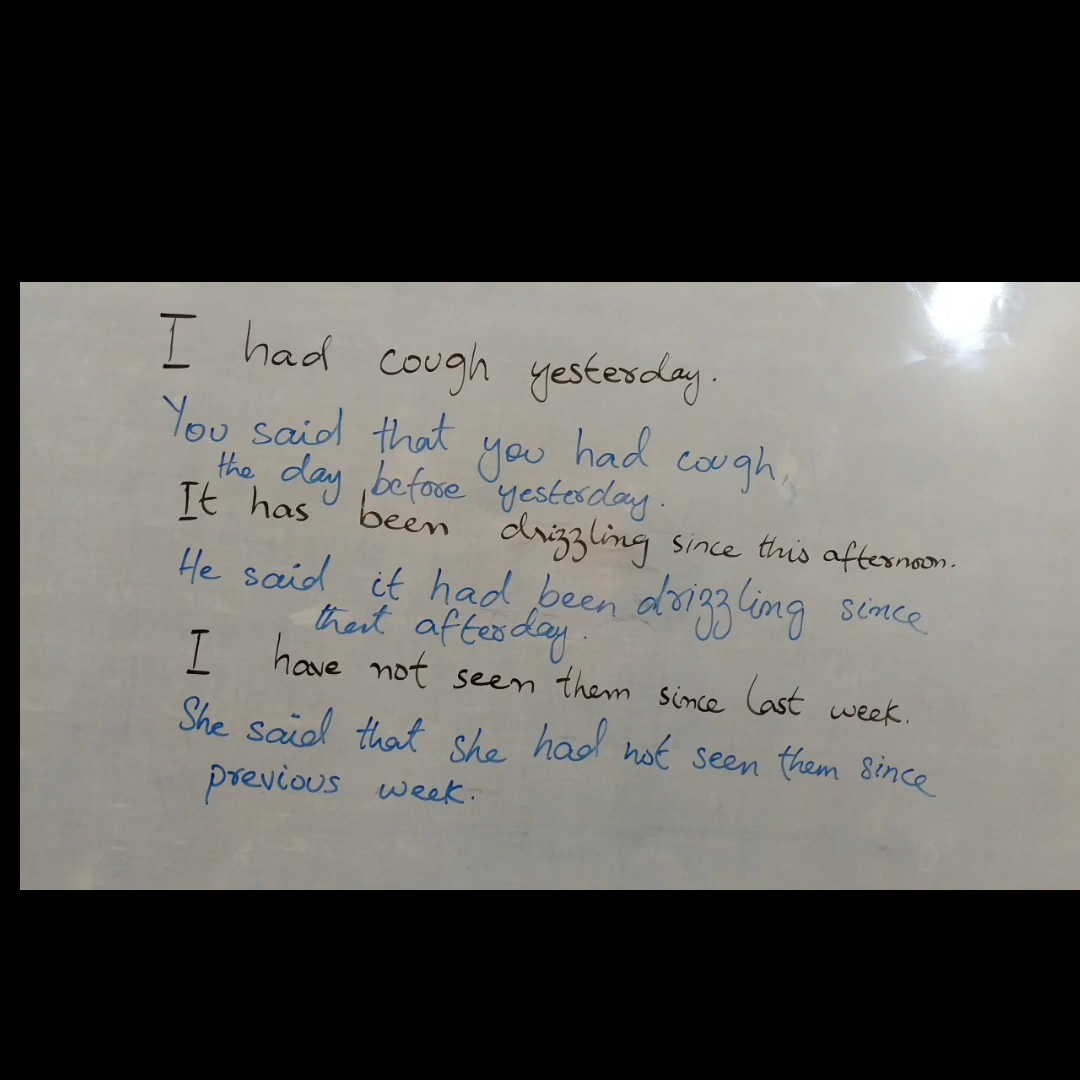 I had cough yesterday.
You said that you had cough,
the day before yesterday.
It has been drizzling since this afternoon.
He said it had been drizzling since
that afterday.
I have not seen them since last week.
She said that she had not seen them since
previous week.